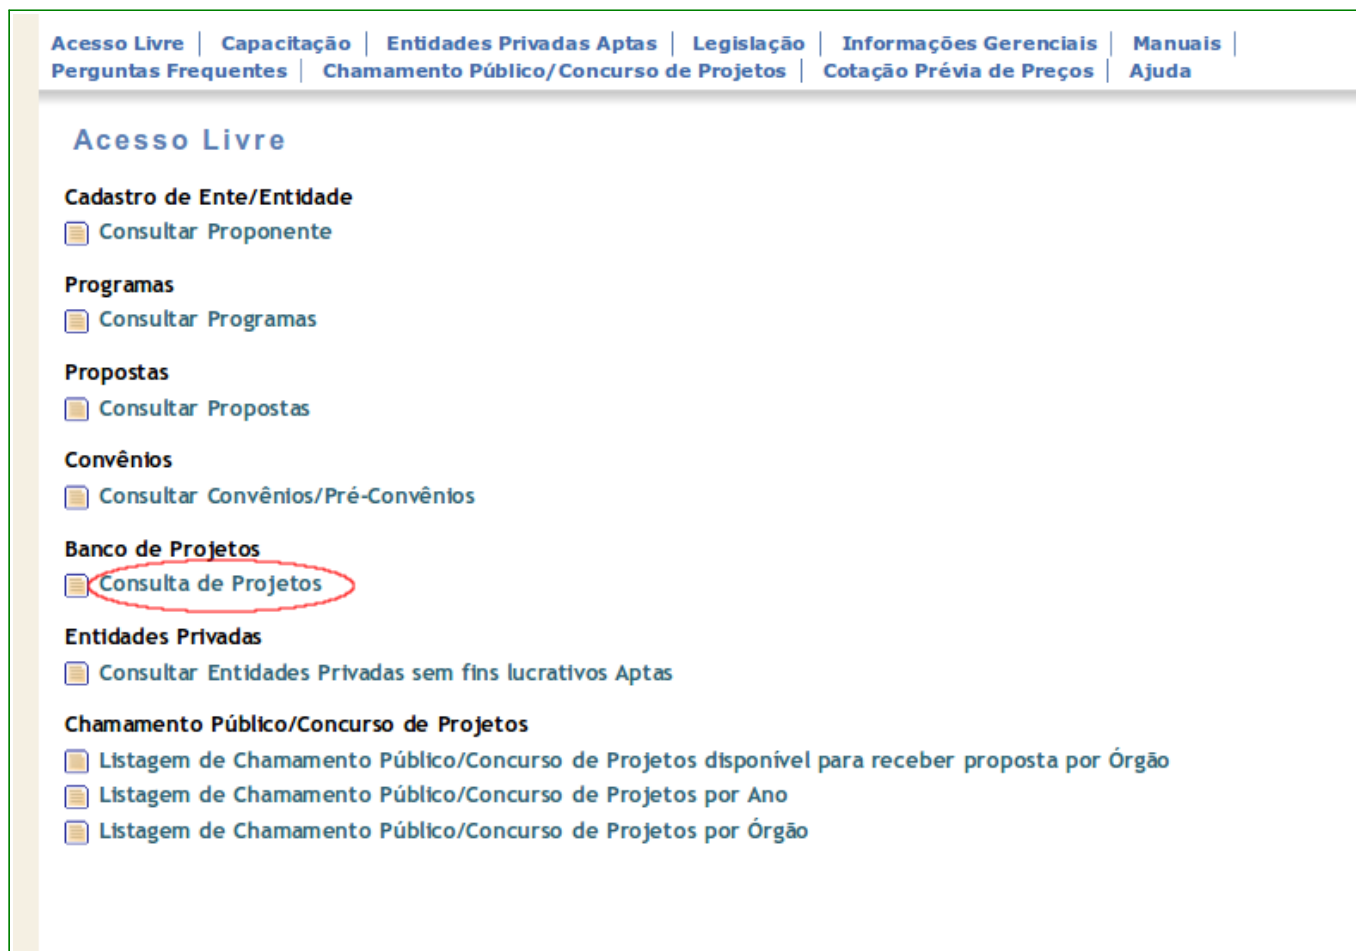 Acesso Livre | Capacitação | Entidades Privadas Aptas | Legislação | Informações Gerenciais | Manuais |
Perguntas Frequentes | Chamamento Público/Concurso de Projetos | Cotação Prévia de Preços | Ajuda
Acesso Livre
Cadastro de Ente/Entidade
Consultar Proponente
Programas
Consultar Programas
Propostas
Consultar Propostas
Convênios
Consultar Convênios/Pré-Convênios
Banco de Projetos
Consulta de Projetos
Entidades Privadas
Consultar Entidades Privadas sem fins lucrativos Aptas
Chamamento Público/Concurso de Projetos
Listagem de Chamamento Público/Concurso de Projetos disponível para receber proposta por Órgão
Listagem de Chamamento Público/Concurso de Projetos por Ano
Listagem de Chamamento Público/Concurso de Projetos por Órgão